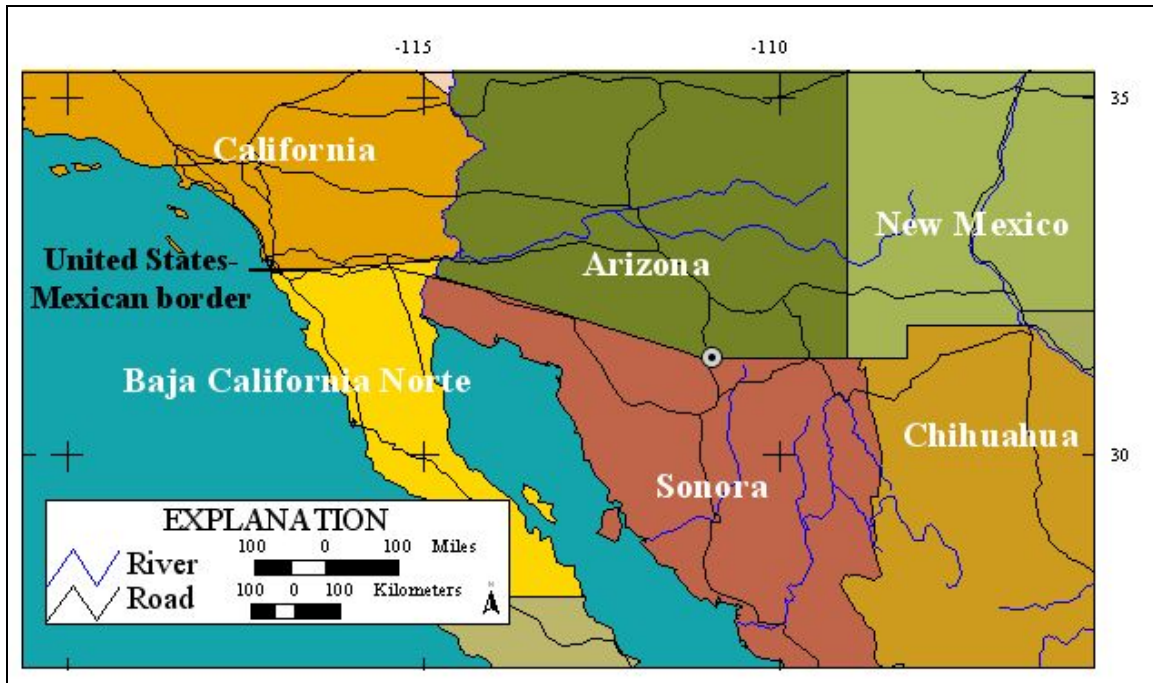 -115 -110
35
California
New Mexico
United States-
Mexican border
Arizona
Baja California Norte
Chihuahua
30
Sonora
EXPLANATION
River
100 0 100 Miles
Road
100 0 100 Kilometers